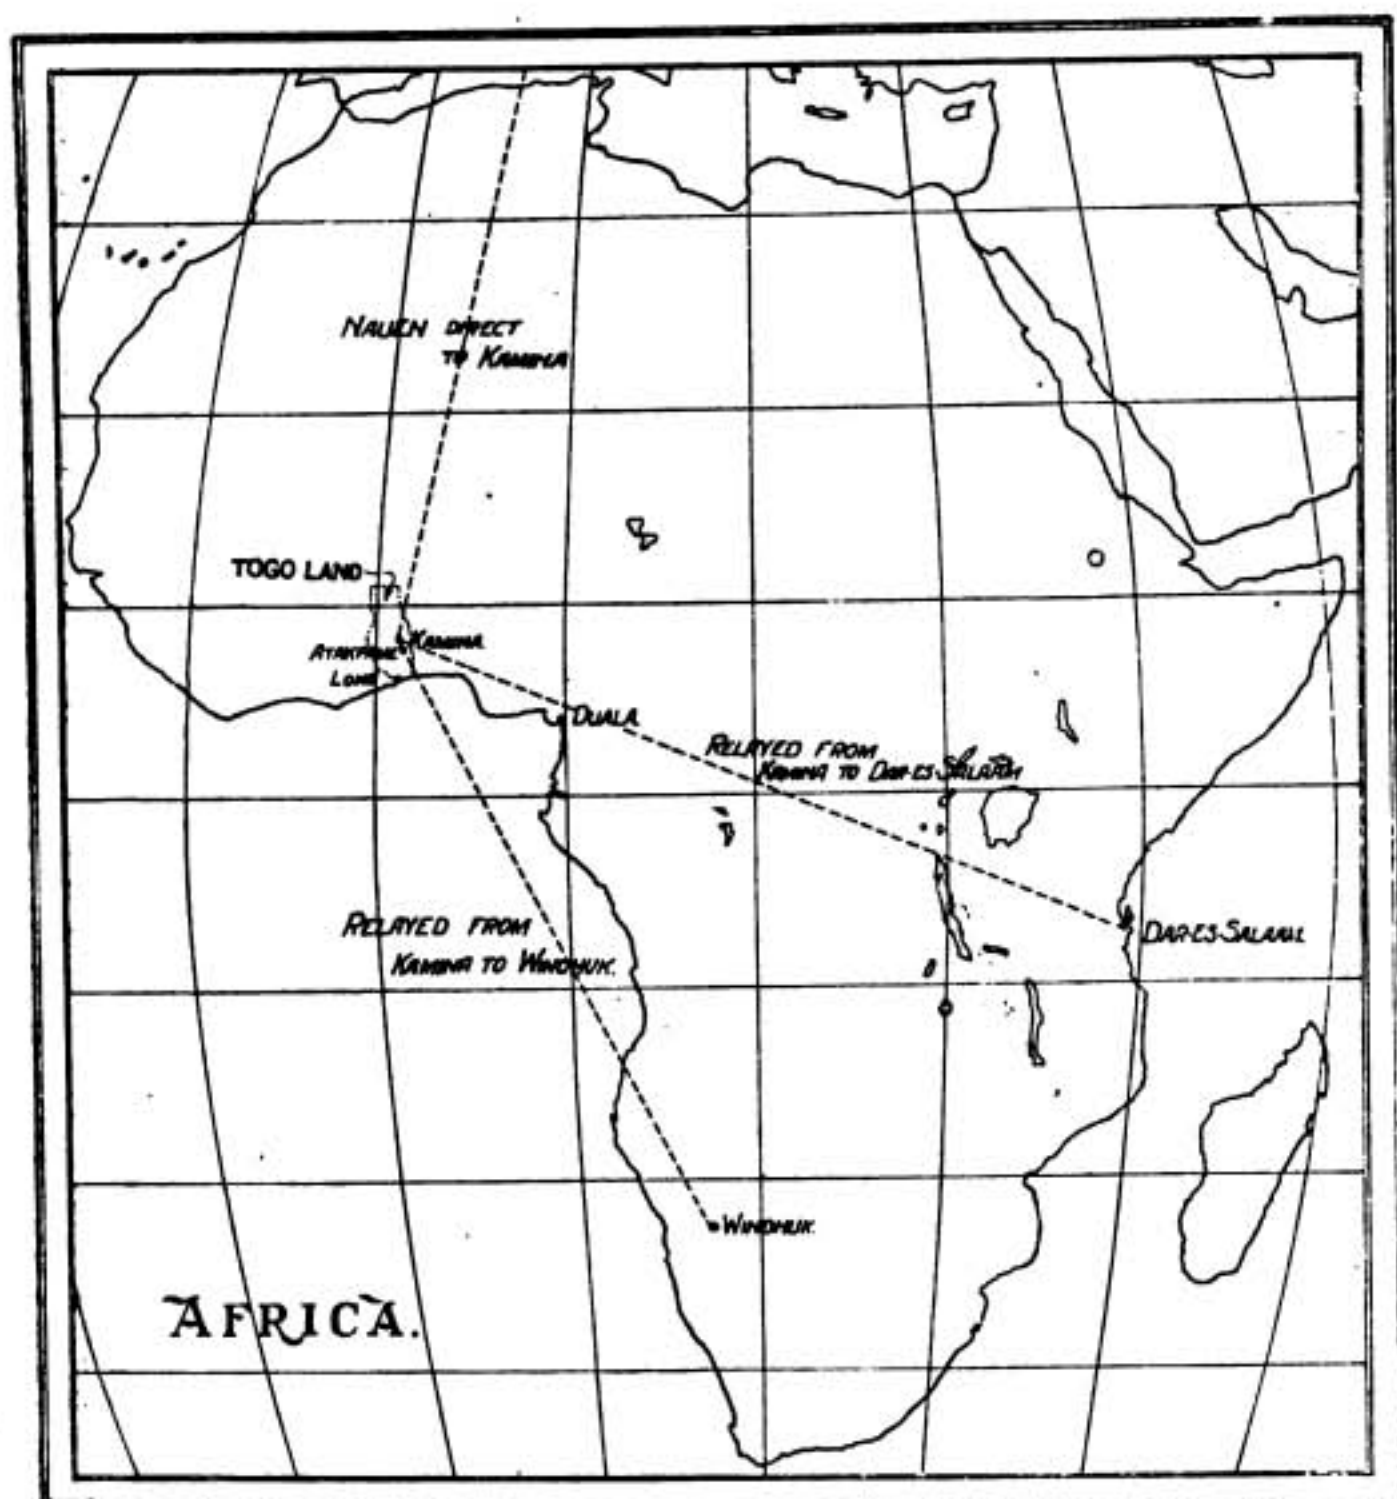 NAUEN DIRECT
TO KAMINA
TOGO LAND
KAMINA
ATAKPAME
LOME
DUALA
RELAYED FROM
KAMINA TO DAR-ES-SALAAM
RELAYED FROM
KAMINA TO WINDHUK.
DAR-ES-SALAAM
WINDHUK.
AFRICA.